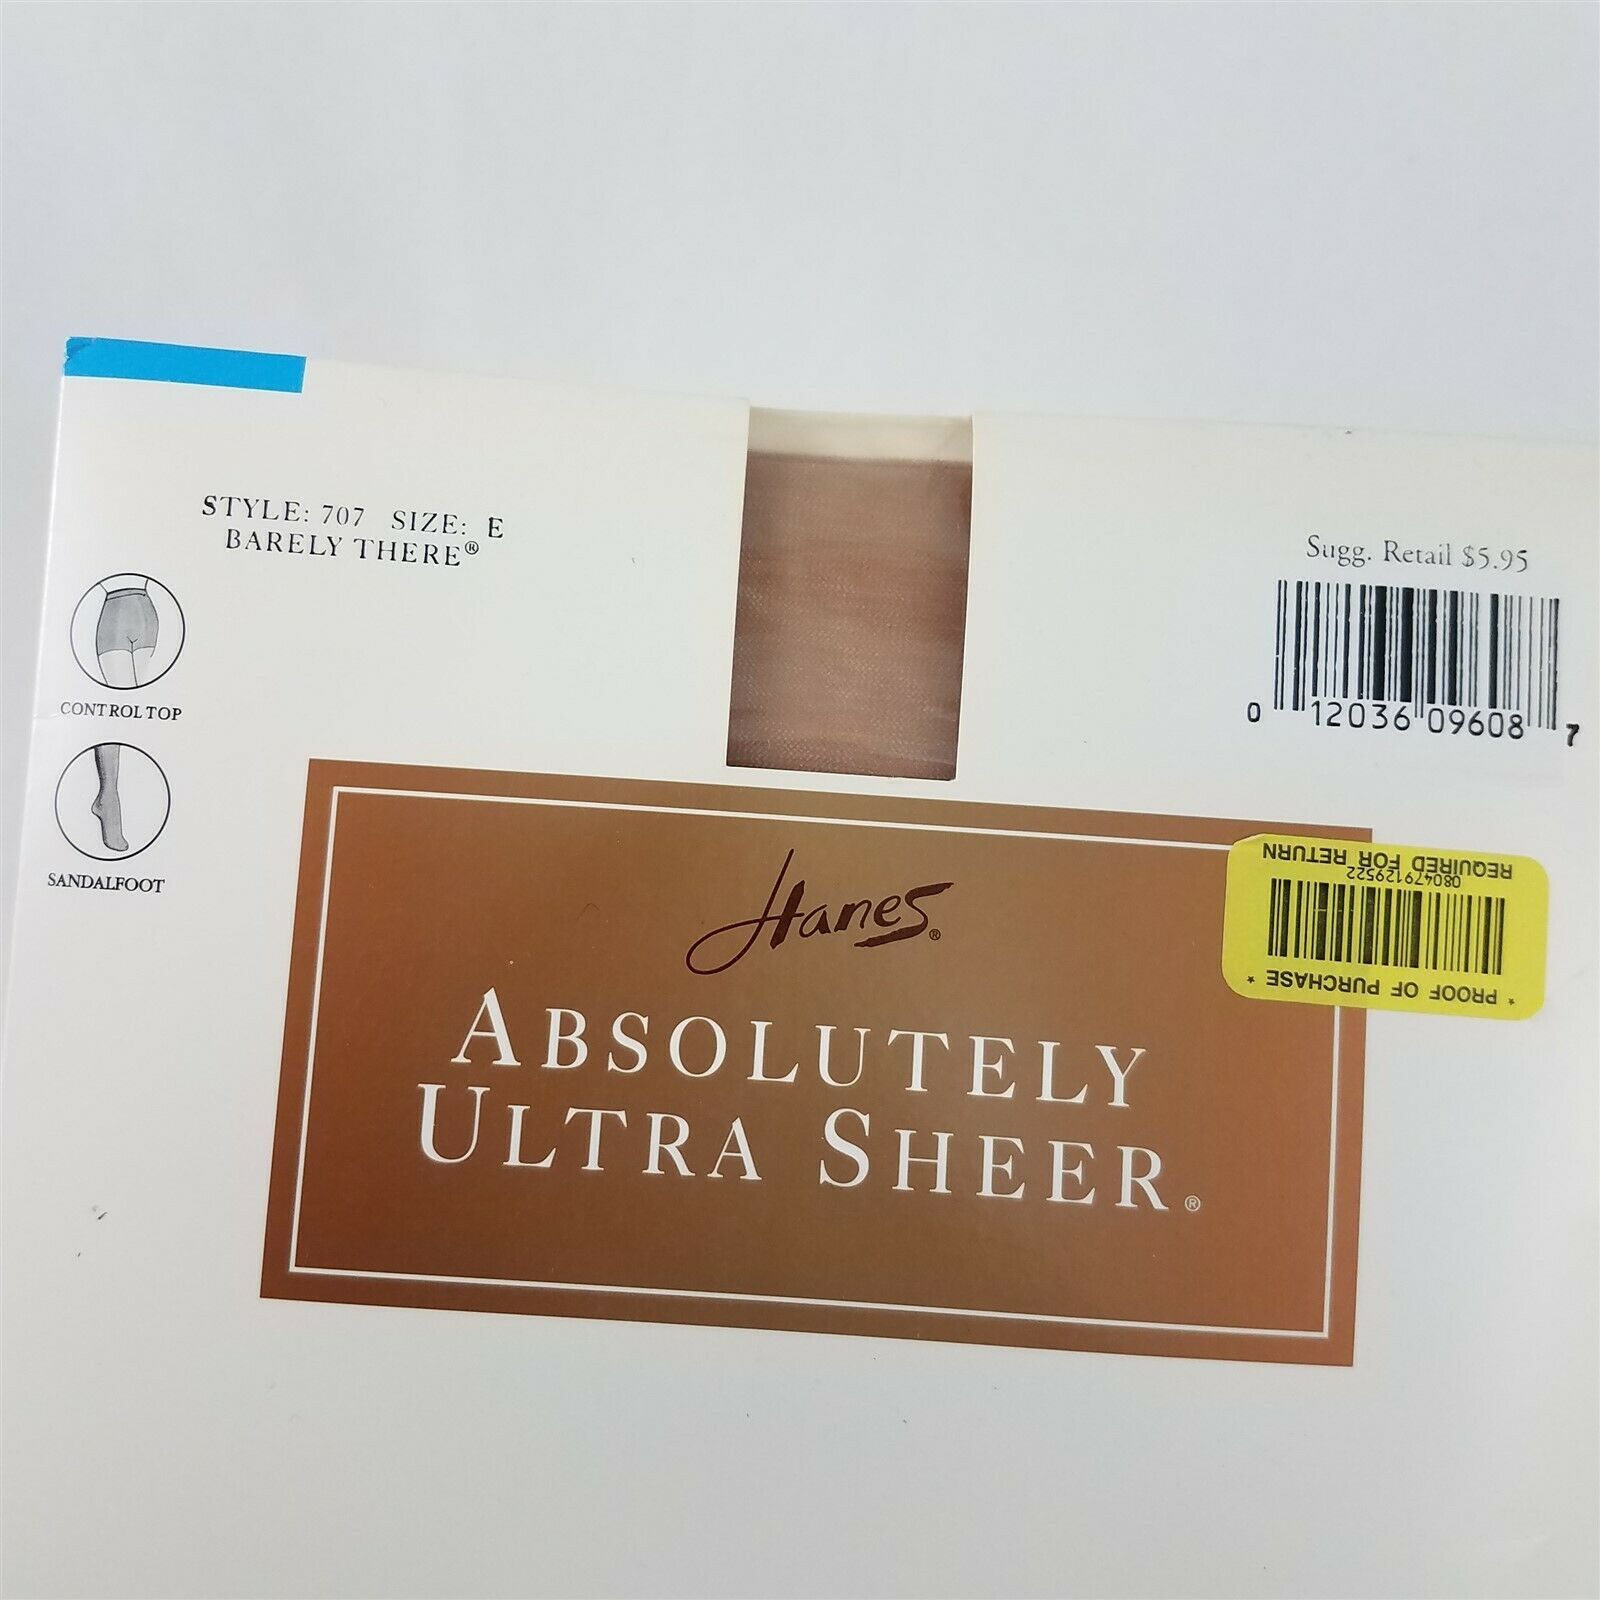 STYLE: 707 SIZE: E
BARELY THERE®
CONTROL TOP
SANDALFOOT
Sugg. Retail $5.95
0 12036 09608 7
Hanes®
ABSOLUTELY
ULTRA SHEER®
* PROOF OF PURCHASE *
080479129522
REQUIRED FOR RETURN